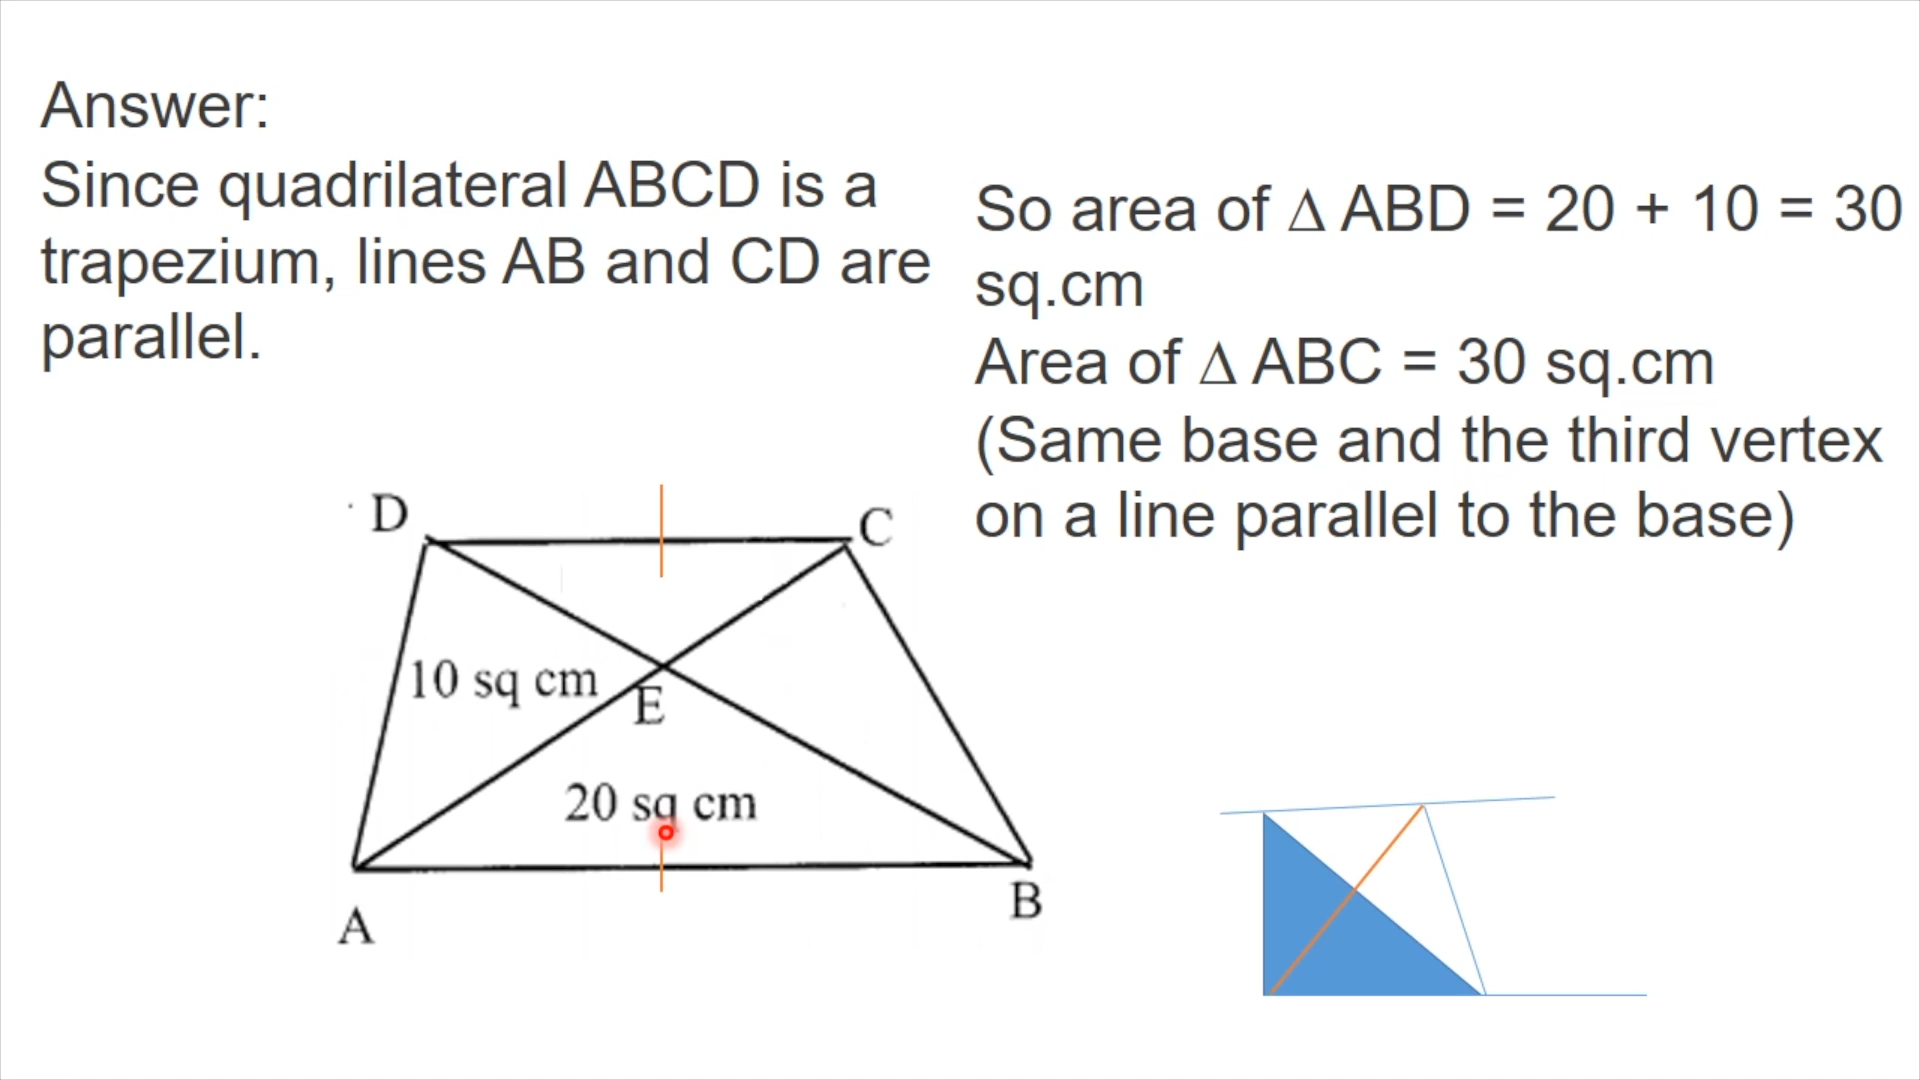 Answer:
Since quadrilateral ABCD is a
trapezium, lines AB and CD are
parallel.
So area of Δ ABD = 20 + 10 = 30
sq.cm
Area of Δ ABC = 30 sq.cm
(Same base and the third vertex
on a line parallel to the base)
D
C
10 sq cm
E
20 sq cm
A
B